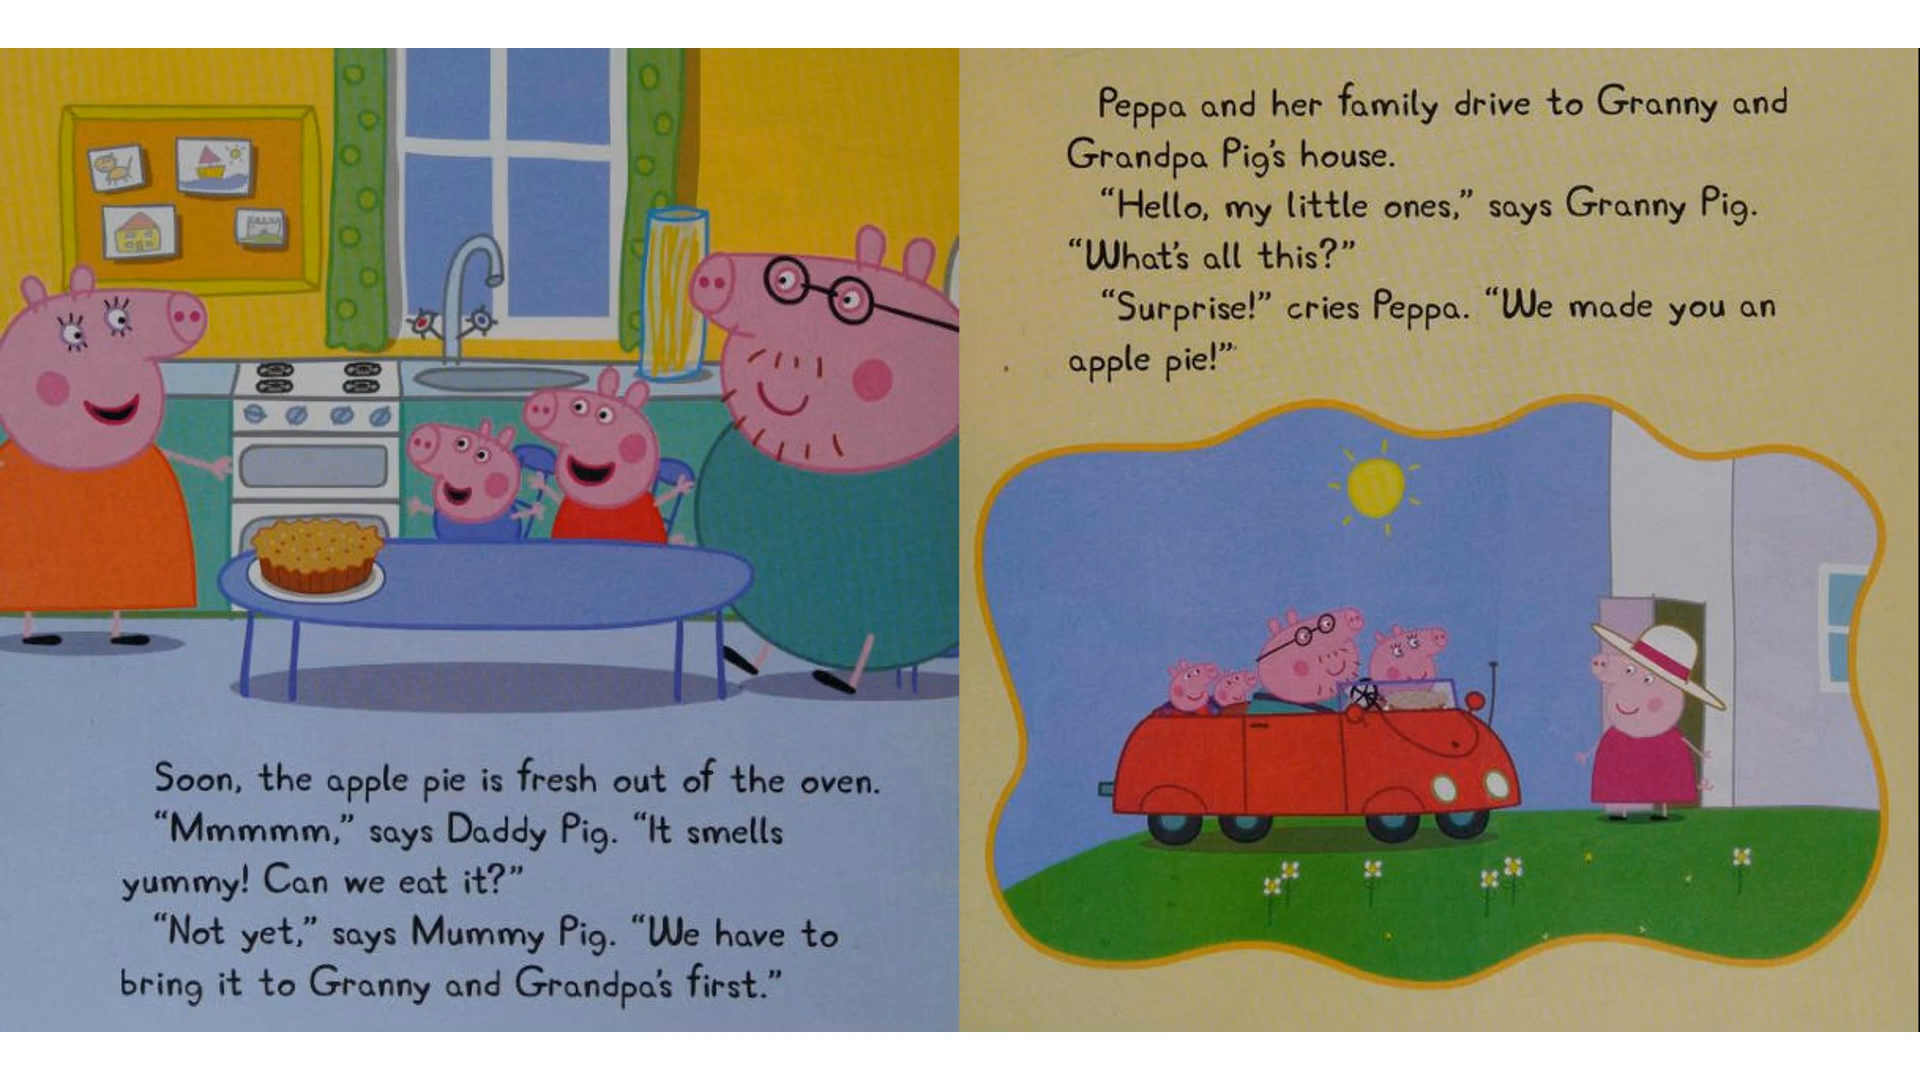 Soon, the apple pie is fresh out of the oven.
“Mmmmm,” says Daddy Pig. “It smells
yummy! Can we eat it?”
“Not yet,” says Mummy Pig. “We have to
bring it to Granny and Grandpa’s first.”
Peppa and her family drive to Granny and
Grandpa Pig’s house.
“Hello, my little ones,” says Granny Pig.
“What’s all this?”
“Surprise!” cries Peppa. “We made you an
apple pie!”